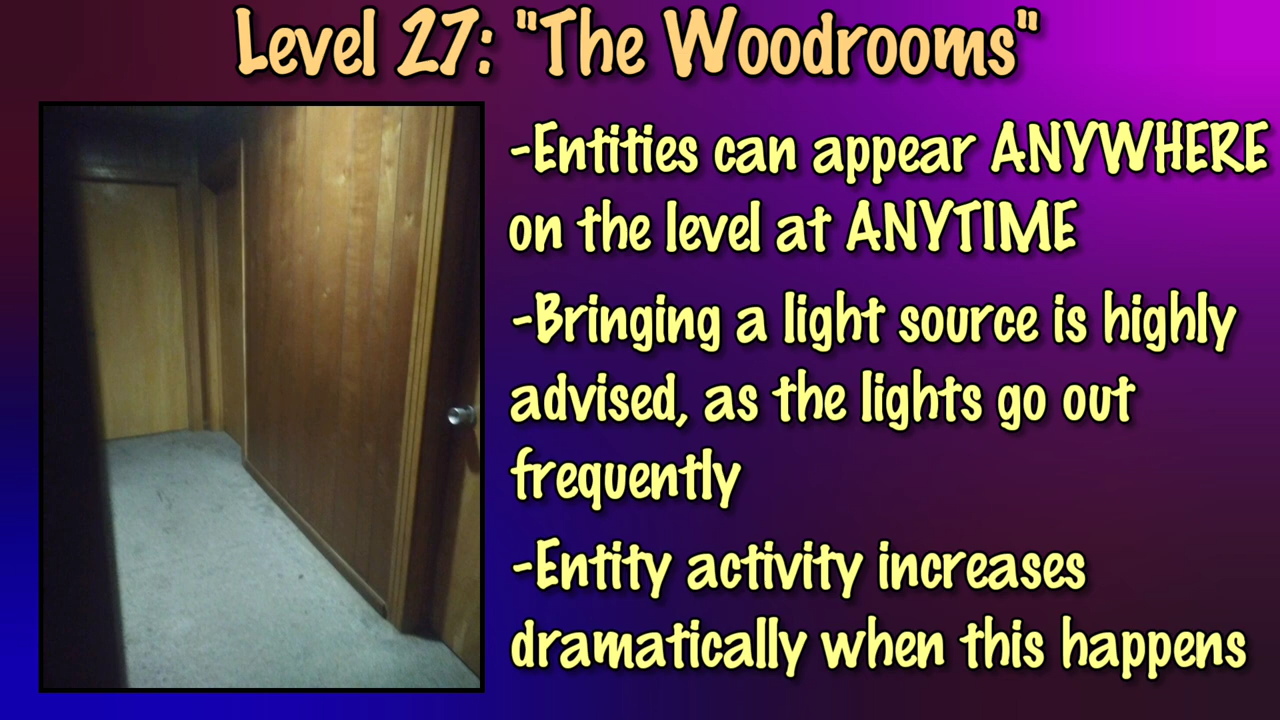 Level 27: "The Woodrooms"
-Entities can appear ANYWHERE
on the level at ANYTIME
-Bringing a light source is highly
advised, as the lights go out
frequently
-Entity activity increases
dramatically when this happens